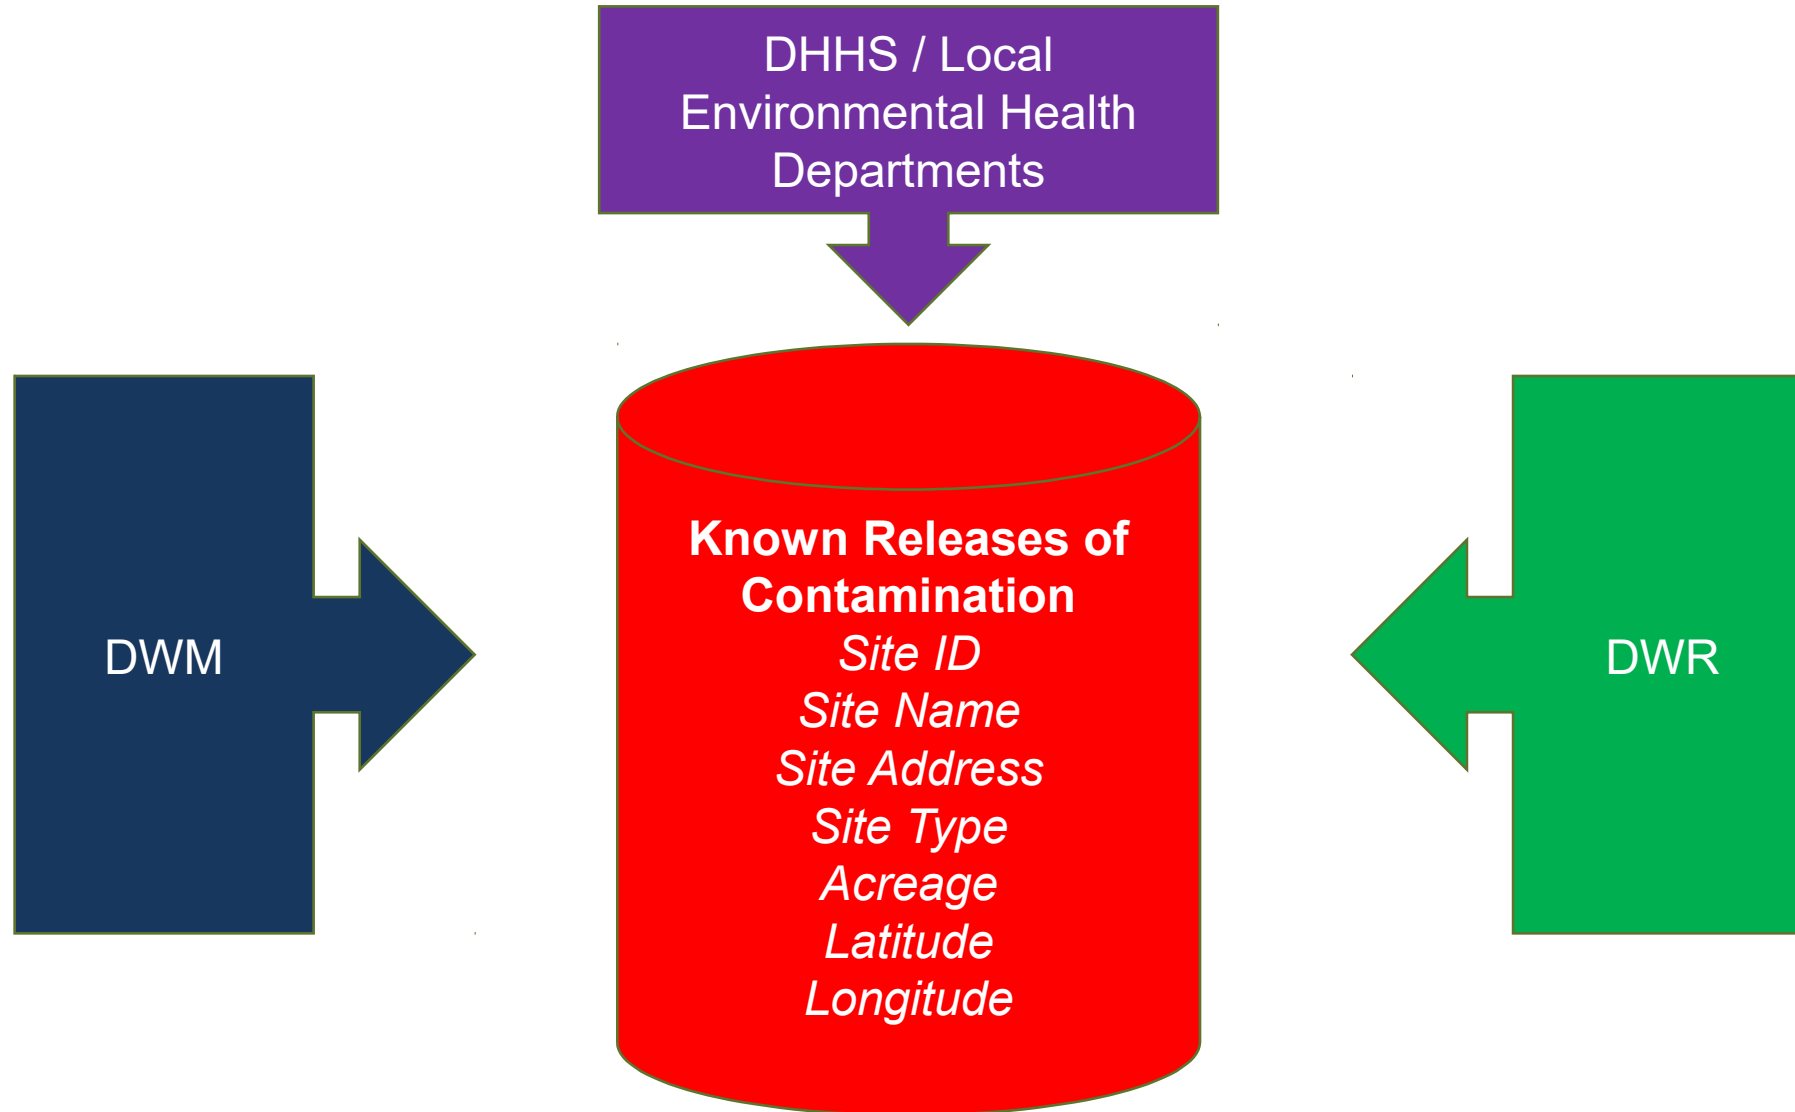 DHHS / Local
Environmental Health
Departments
Known Releases of
Contamination
Site ID
Site Name
Site Address
Site Type
Acreage
Latitude
Longitude
DWM
DWR